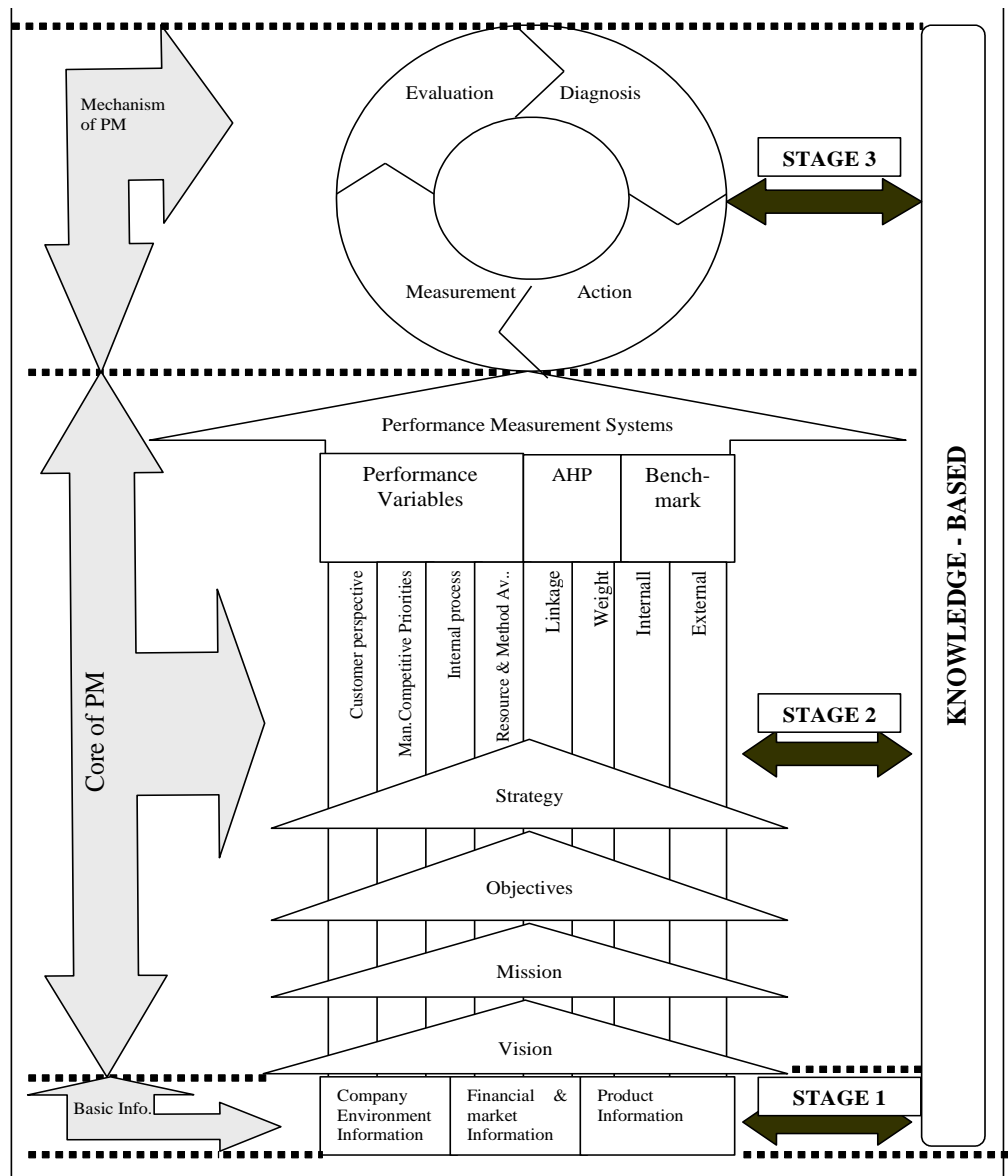 Mechanism
of PM
Evaluation
Diagnosis
Measurement
Action
STAGE 3
Performance Measurement Systems
Performance
Variables
AHP
Bench-
mark
Customer perspective
Man.Competitive Priorities
Internal process
Resource & Method Av..
Linkage
Weight
Internall
External
Core of PM
STAGE 2
KNOWLEDGE - BASED
Strategy
Objectives
Mission
Vision
Basic Info.
Company
Environment
Information
Financial &
market
Information
Product
Information
STAGE 1